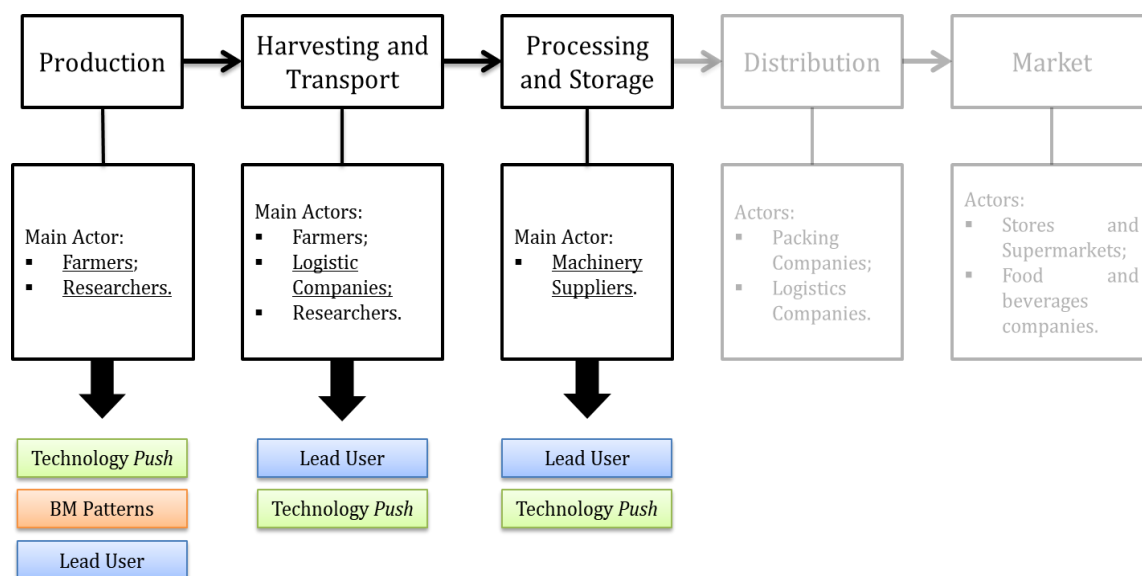 Production
Harvesting and
Transport
Processing
and Storage
Distribution
Market
Main Actor:
▪ Farmers;
▪ Researchers.
Main Actors:
▪ Farmers;
▪ Logistic
Companies;
▪ Researchers.
Main Actor:
▪ Machinery
Suppliers.
Actors:
▪ Packing
Companies;
▪ Logistics
Companies.
Actors:
▪ Stores and
Supermarkets;
▪ Food and
beverages
companies.
Technology Push
BM Patterns
Lead User
Lead User
Technology Push
Lead User
Technology Push